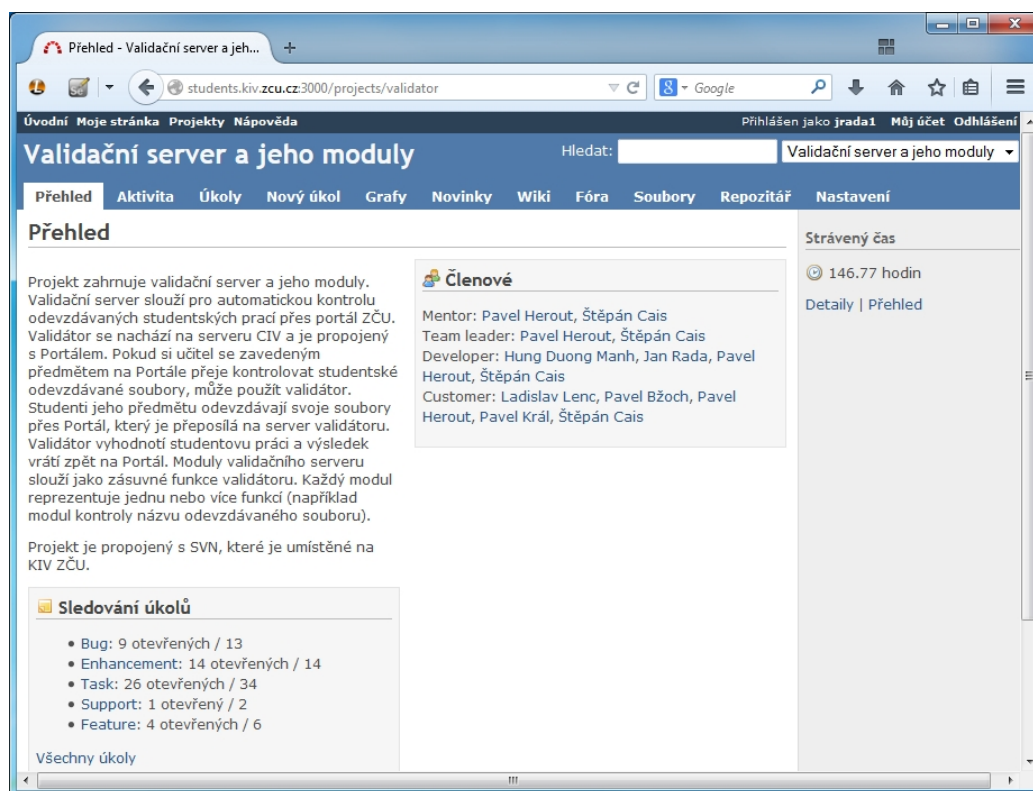 Přehled - Validační server a jeh...
students.kiv.zcu.cz:3000/projects/validator
Google
Úvodní Moje stránka Projekty Nápověda
Přihlášen jako jrada1 Můj účet Odhlášení
Validační server a jeho moduly
Hledat:
Validační server a jeho moduly
Přehled Aktivita Úkoly Nový úkol Grafy Novinky Wiki Fóra Soubory Repozitář Nastavení
Přehled
Projekt zahrnuje validační server a jeho moduly.
Validační server slouží pro automatickou kontrolu
odevzdávaných studentských prací přes portál ZČU.
Validátor se nachází na serveru CIV a je propojený
s Portálem. Pokud si učitel se zavedeným
předmětem na Portále přeje kontrolovat studentské
odevzdávané soubory, může použít validátor.
Studenti jeho předmětu odevzdávají svoje soubory
přes Portál, který je přeposílá na server validátoru.
Validátor vyhodnotí studentovu práci a výsledek
vrátí zpět na Portál. Moduly validačního serveru
slouží jako zásuvné funkce validátoru. Každý modul
reprezentuje jednu nebo více funkcí (například
modul kontroly názvu odevzdávaného souboru).
Projekt je propojený s SVN, které je umístěné na
KIV ZČU.
Sledování úkolů
• Bug: 9 otevřených / 13
• Enhancement: 14 otevřených / 14
• Task: 26 otevřených / 34
• Support: 1 otevřený / 2
• Feature: 4 otevřených / 6
Všechny úkoly
Členové
Mentor: Pavel Herout, Štěpán Cais
Team leader: Pavel Herout, Štěpán Cais
Developer: Hung Duong Manh, Jan Rada, Pavel
Herout, Štěpán Cais
Customer: Ladislav Lenc, Pavel Bžoch, Pavel
Herout, Pavel Král, Štěpán Cais
Strávený čas
146.77 hodin
Detaily | Přehled